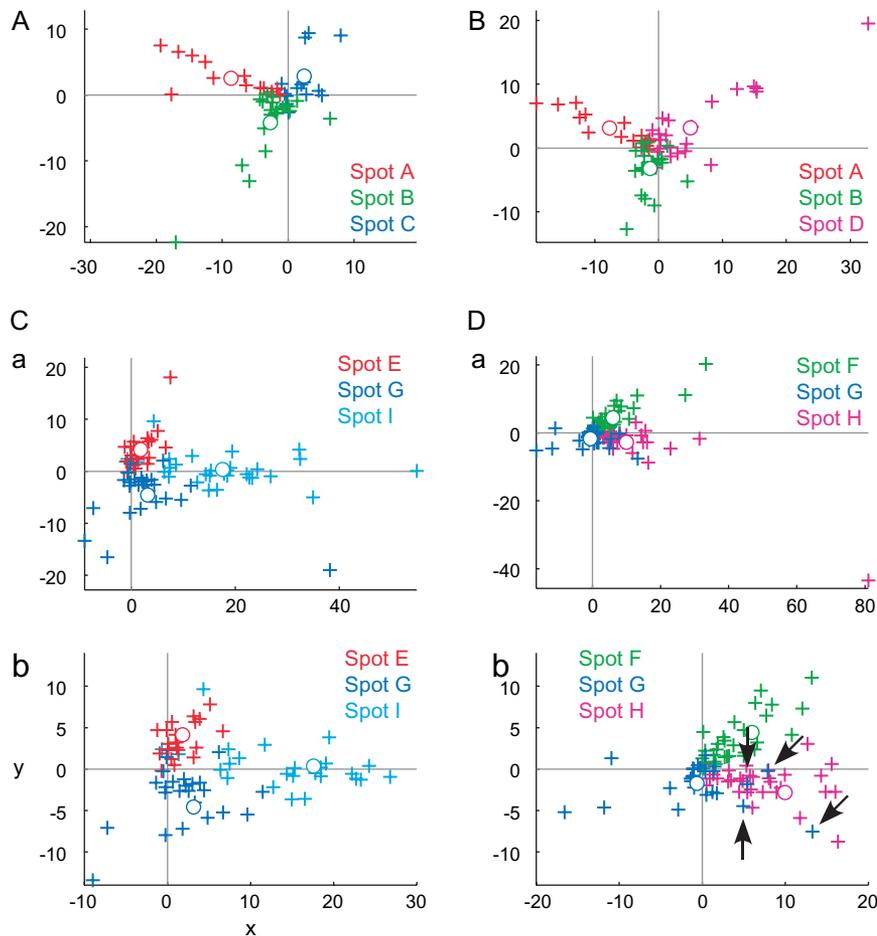 A
10
0
-10
-20
-30 -20 -10 0 10
Spot A
Spot B
Spot C
B
20
10
0
-10
-10 0 10 20 30
Spot A
Spot B
Spot D
C
a
20
10
0
-10
-20
0 20 40
Spot E
Spot G
Spot I
D
a
20
0
-20
-40
0 20 40 60 80
Spot F
Spot G
Spot H
b
10
5
0
-5
-10
-10 0 10 20 30
Spot E
Spot G
Spot I
y
x
b
10
5
0
-5
-10
-20 -10 0 10 20
Spot F
Spot G
Spot H